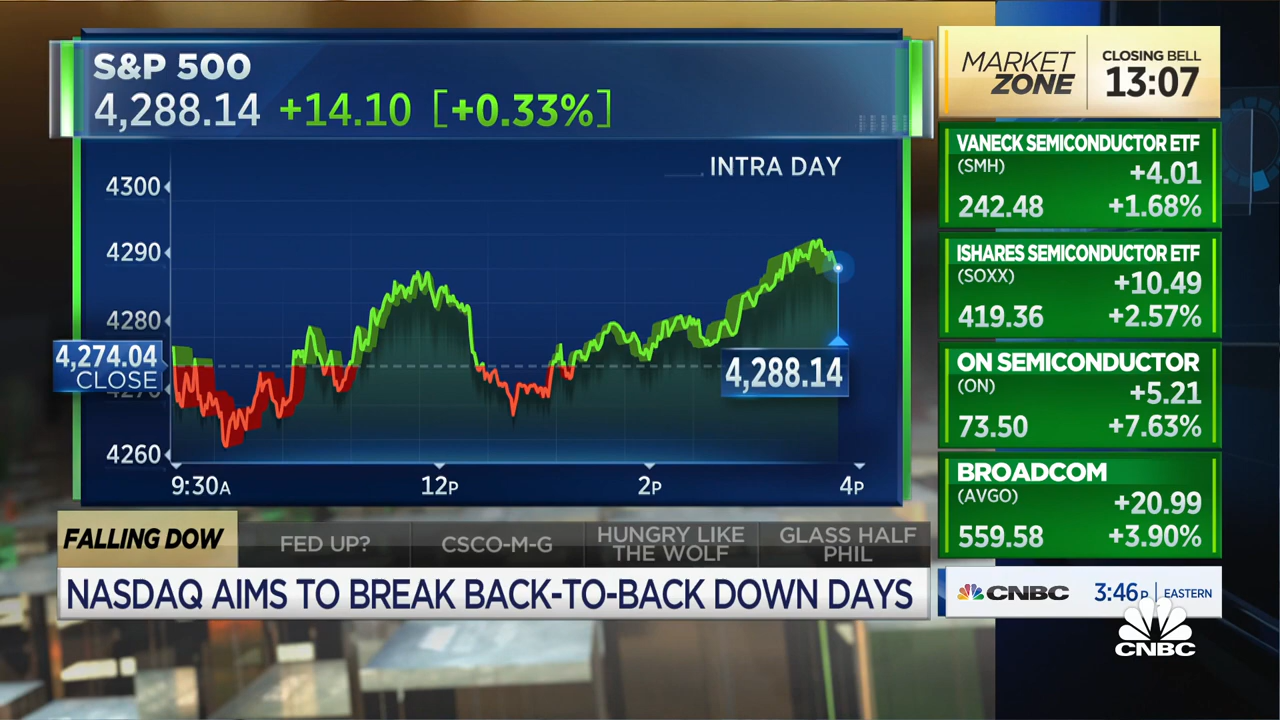 S&P 500
4,288.14 +14.10 [+0.33%]
INTRA DAY
4300
4290
4280
4270
4260
4,274.04
CLOSE
4,288.14
9:30A
12P
2P
4P
FALLING DOW
FED UP?
CSCO-M-G
HUNGRY LIKE
THE WOLF
GLASS HALF
PHIL
NASDAQ AIMS TO BREAK BACK-TO-BACK DOWN DAYS
MARKET
ZONE
CLOSING BELL
13:07
VANECK SEMICONDUCTOR ETF
(SMH) +4.01
242.48 +1.68%
ISHARES SEMICONDUCTOR ETF
(SOXX) +10.49
419.36 +2.57%
ON SEMICONDUCTOR
(ON) +5.21
73.50 +7.63%
BROADCOM
(AVGO) +20.99
559.58 +3.90%
CNBC 3:46P EASTERN
CNBC